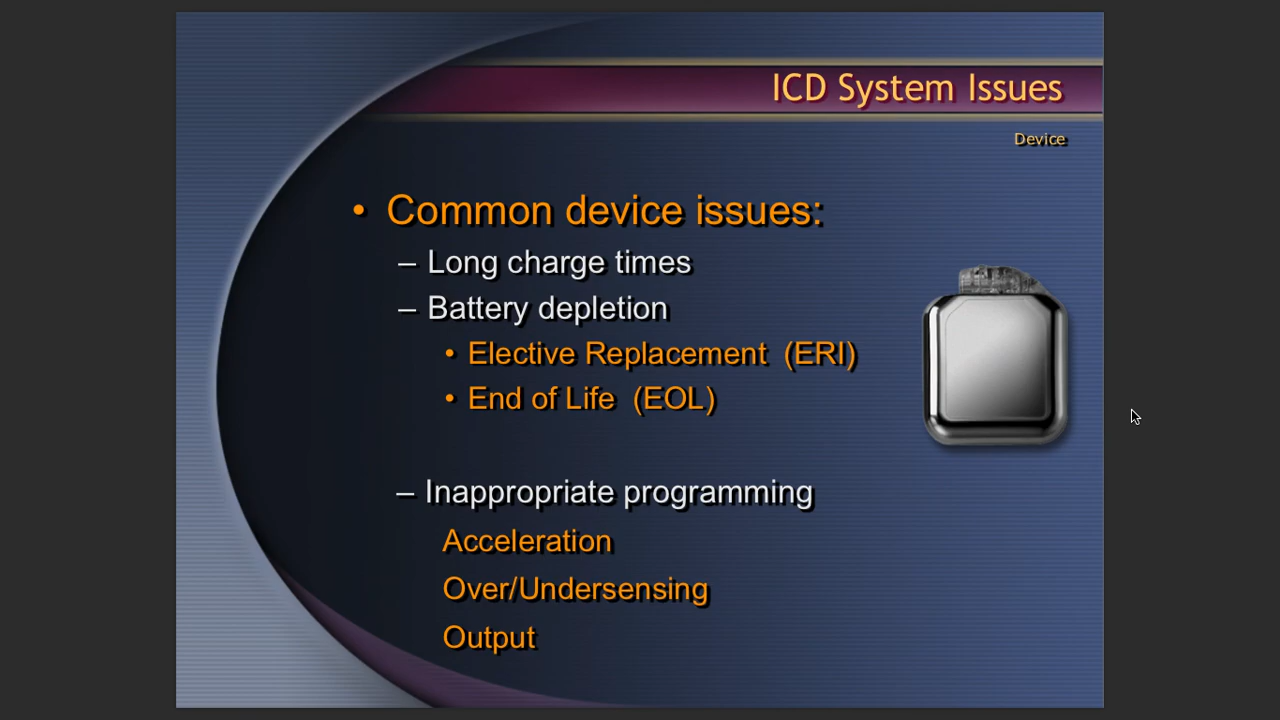 ICD System Issues
Device
• Common device issues:
– Long charge times
– Battery depletion
• Elective Replacement  (ERI)
• End of Life  (EOL)
– Inappropriate programming
Acceleration
Over/Undersensing
Output